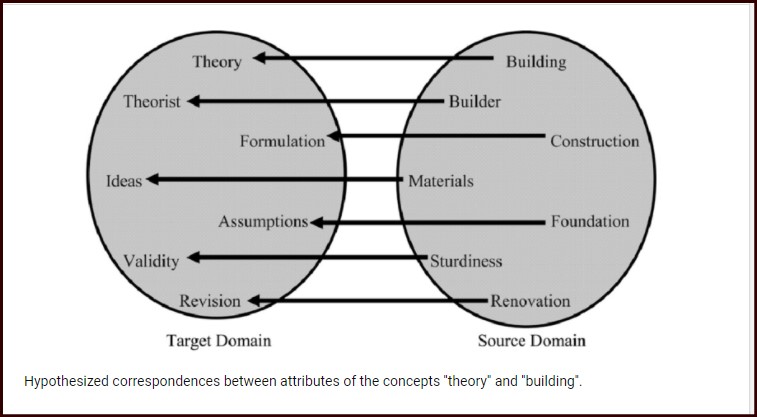 Theory Building
Theorist Builder
Formulation Construction
Ideas Materials
Assumptions Foundation
Validity Sturdiness
Revision Renovation
Target Domain Source Domain
Hypothesized correspondences between attributes of the concepts "theory" and "building".